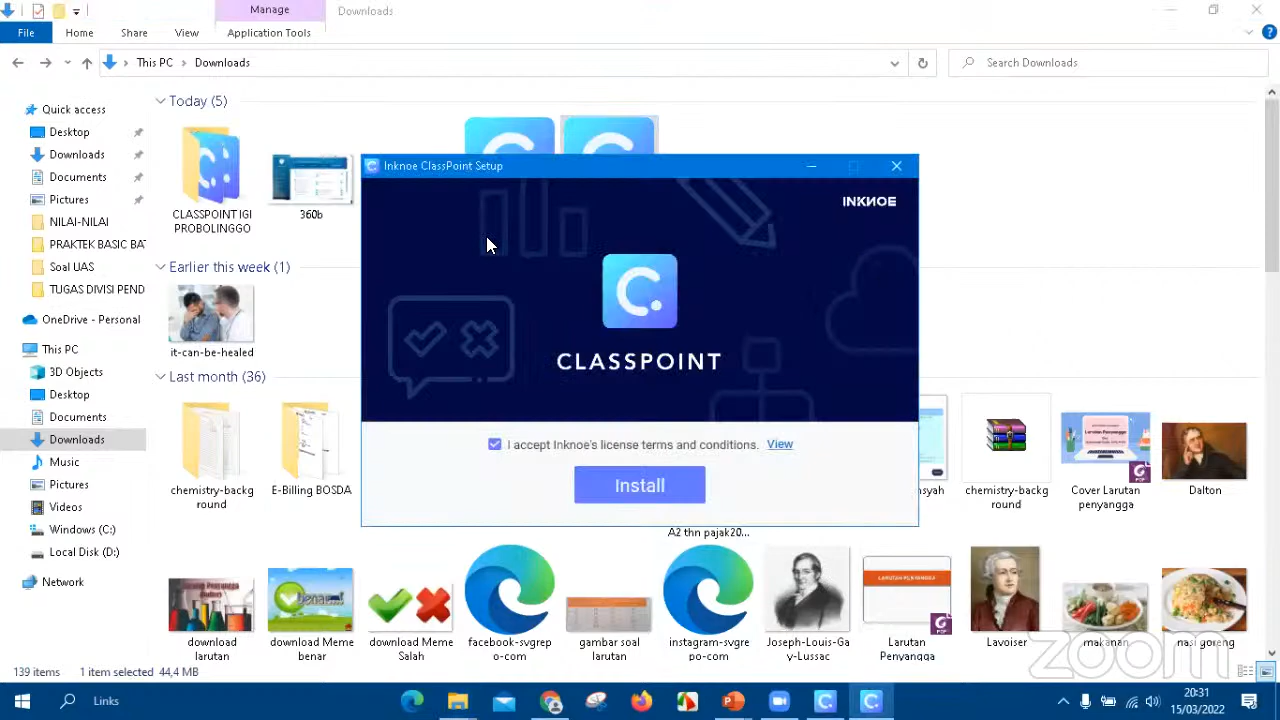 Manage
Downloads
File
Home
Share
View
Application Tools
This PC
Downloads
Search Downloads
Quick access
Desktop
Downloads
Documents
Pictures
NILAI-NILAI
PRAKTEK BASIC BAT
Soal UAS
TUGAS DIVISI PEND
OneDrive - Personal
This PC
3D Objects
Desktop
Documents
Downloads
Music
Pictures
Videos
Windows (C:)
Local Disk (D:)
Network
Today (5)
CLASSPOINT IGI
PROBOLINGGO
360b
Earlier this week (1)
it-can-be-healed
Last month (36)
chemistry-backg
round
E-Billing BOSDA
Inknoe ClassPoint Setup
INKNOE
CLASSPOINT
I accept Inknoe's license terms and conditions. View
Install
nsyah
chemistry-backg
round
Cover Larutan
penyangga
Dalton
A2 thn pajak20...
download
larutan
download Meme
benar
download Meme
Salah
facebook-svgrep
o-com
gambar soal
larutan
instagram-svgre
po-com
Joseph-Louis-Ga
y-Lussac
LARUTAN PENYANGGA
Larutan
Penyangga
Lavoiser
makanan
nasi goreng
zoom
139 items
1 item selected 44,4 MB
Links
20:31
15/03/2022